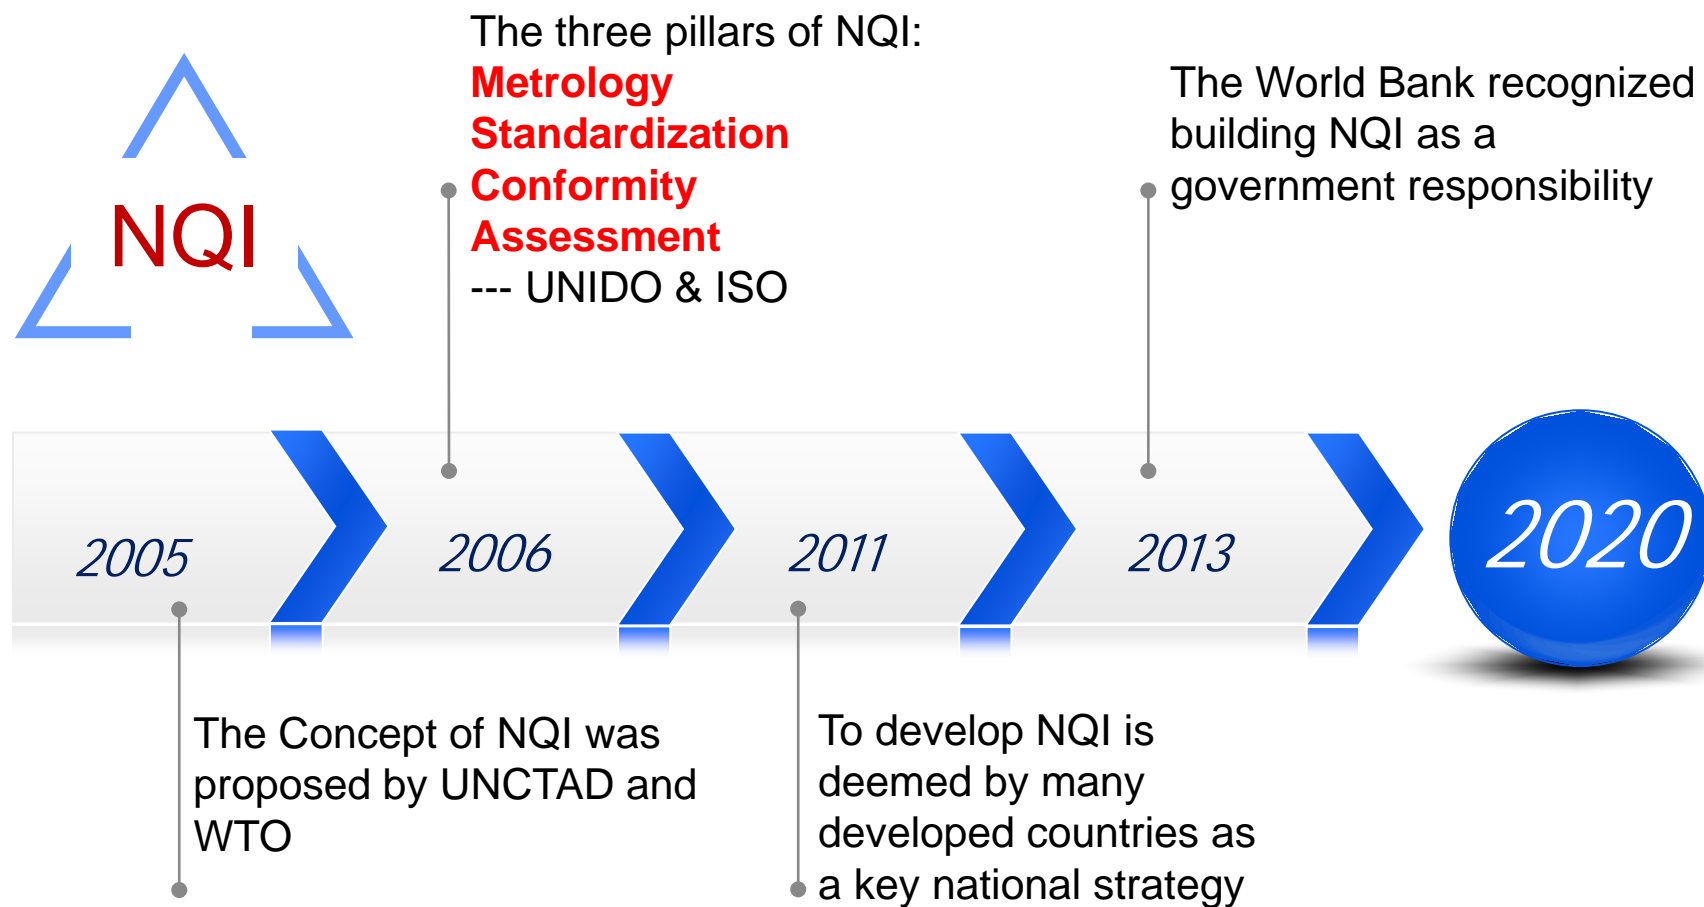 The three pillars of NQI:
Metrology
Standardization
Conformity
Assessment
--- UNIDO & ISO
The World Bank recognized
building NQI as a
government responsibility
NQI
2005
2006
2011
2013
2020
The Concept of NQI was
proposed by UNCTAD and
WTO
To develop NQI is
deemed by many
developed countries as
a key national strategy